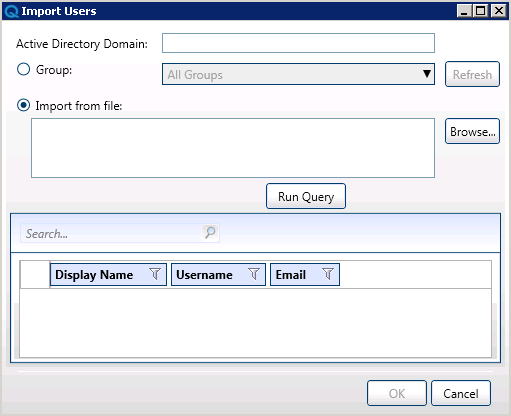 Import Users
Active Directory Domain:
Group:
All Groups
Refresh
Import from file:
Browse...
Run Query
Search...
Display Name Username Email
OK Cancel